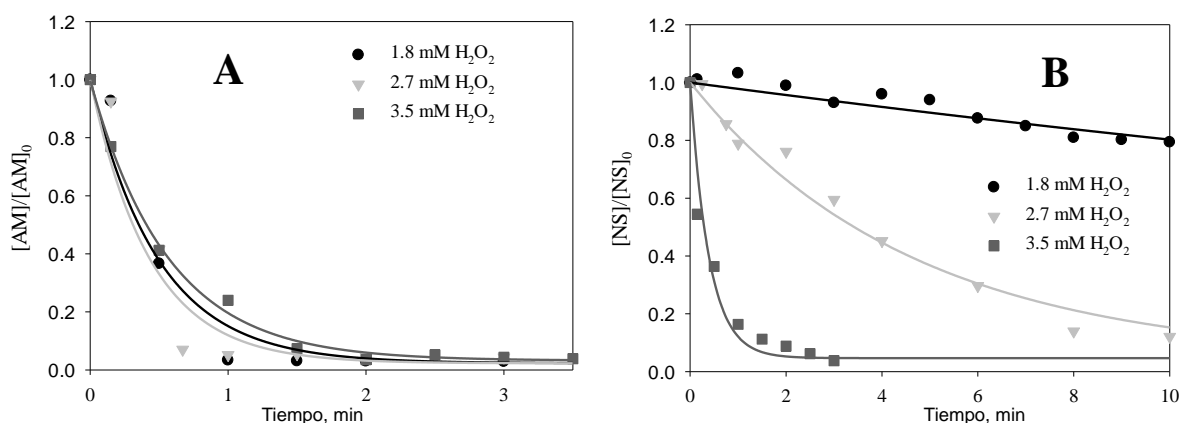 A
1.8 mM H₂O₂
2.7 mM H₂O₂
3.5 mM H₂O₂
[AM]/[AM]₀
1.2
1.0
0.8
0.6
0.4
0.2
0.0
0 1 2 3
Tiempo, min
B
1.8 mM H₂O₂
2.7 mM H₂O₂
3.5 mM H₂O₂
[NS]/[NS]₀
1.2
1.0
0.8
0.6
0.4
0.2
0.0
0 2 4 6 8 10
Tiempo, min